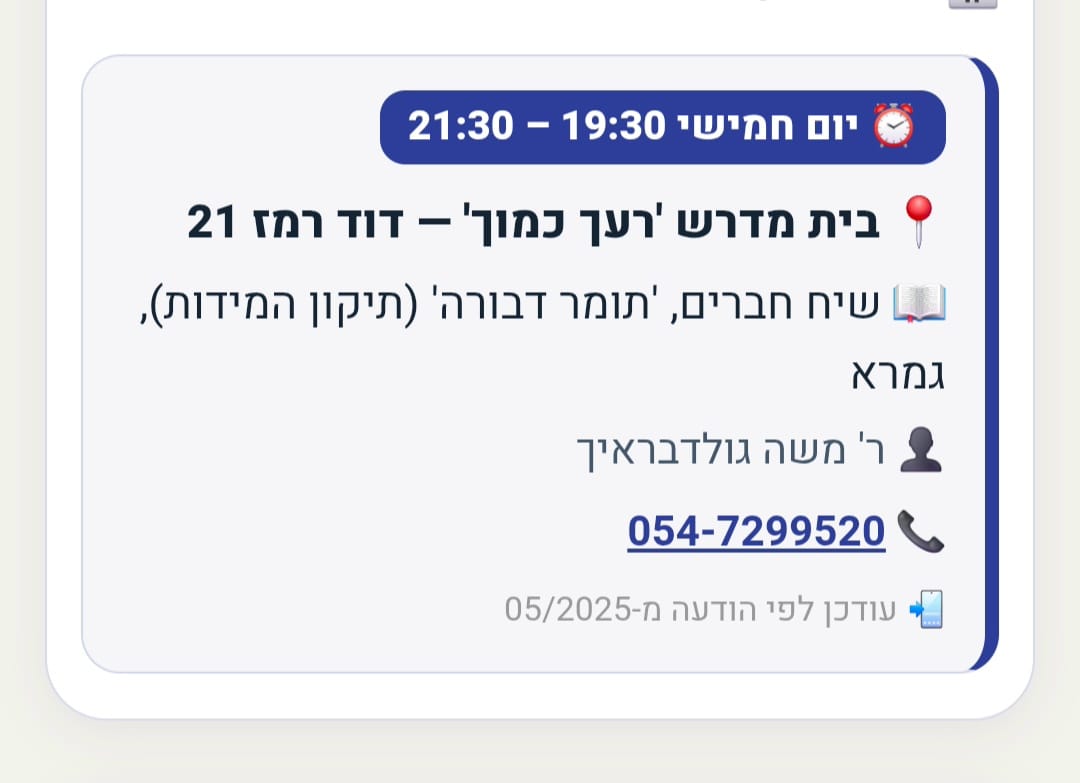 יום חמישי 19:30 – 21:30
בית מדרש 'רעך כמוך' – דוד רמז 21
שיח חברים, 'תומר דבורה' (תיקון המידות),
גמרא
ר' משה גולדבראיך
054-7299520
עודכן לפי הודעה מ-05/2025